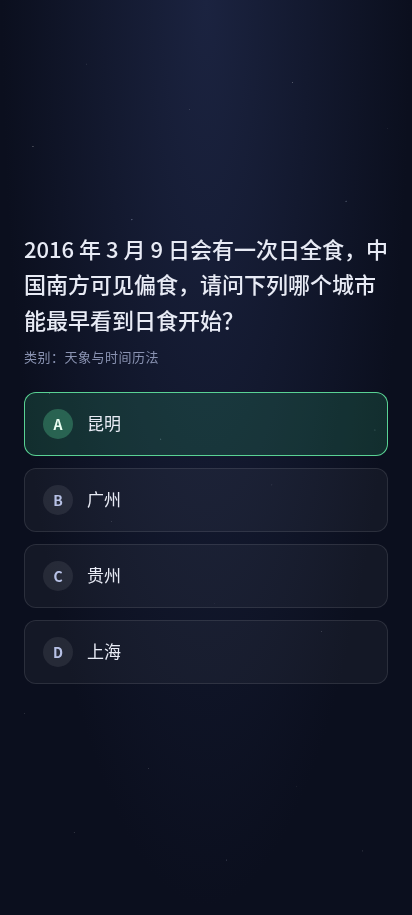 2016 年 3 月 9 日会有一次日全食，中
国南方可见偏食，请问下列哪个城市
能最早看到日食开始？
类别：天象与时间历法
A 昆明
B 广州
C 贵州
D 上海